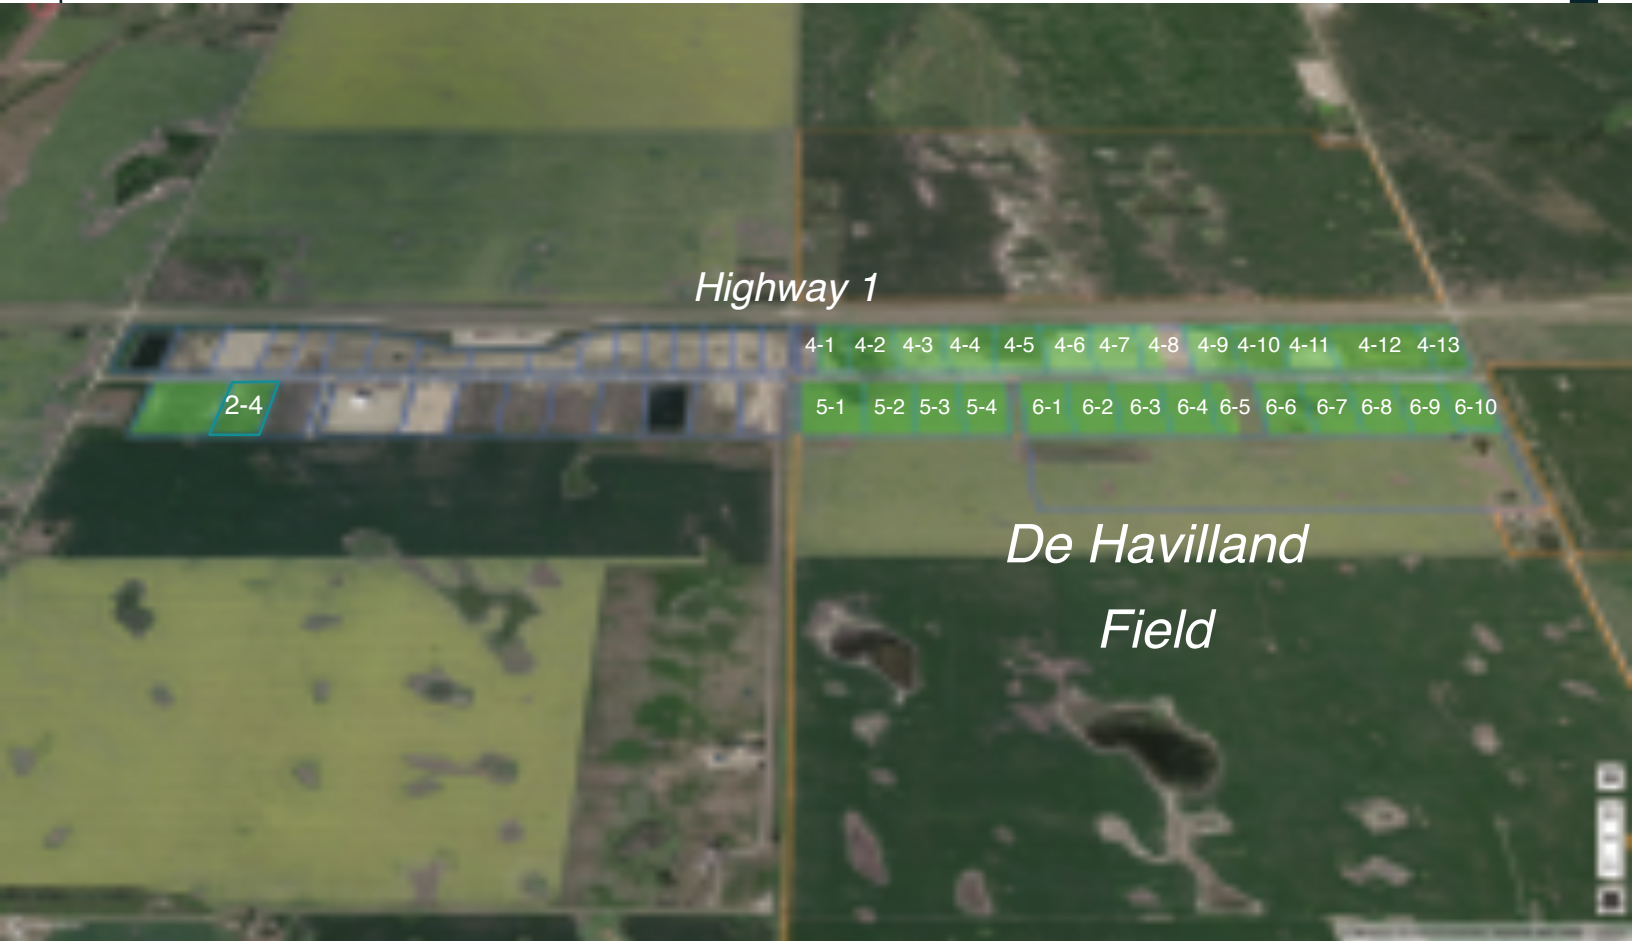 Highway 1
4-1 4-2 4-3 4-4 4-5 4-6 4-7 4-8 4-9 4-10 4-11 4-12 4-13
2-4 5-1 5-2 5-3 5-4 6-1 6-2 6-3 6-4 6-5 6-6 6-7 6-8 6-9 6-10
De Havilland
Field